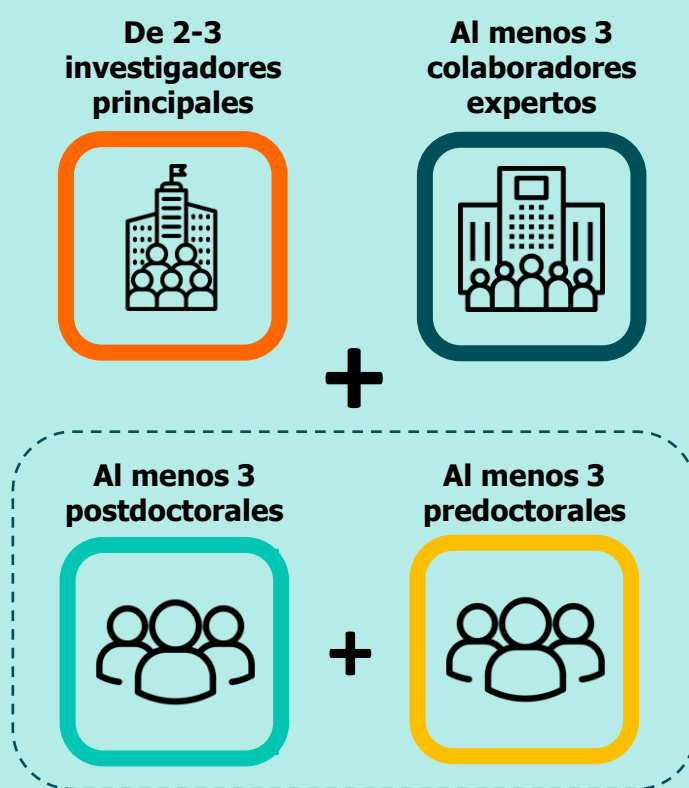 De 2-3
investigadores
principales
Al menos 3
colaboradores
expertos
+
Al menos 3
postdoctorales
+
Al menos 3
predoctorales